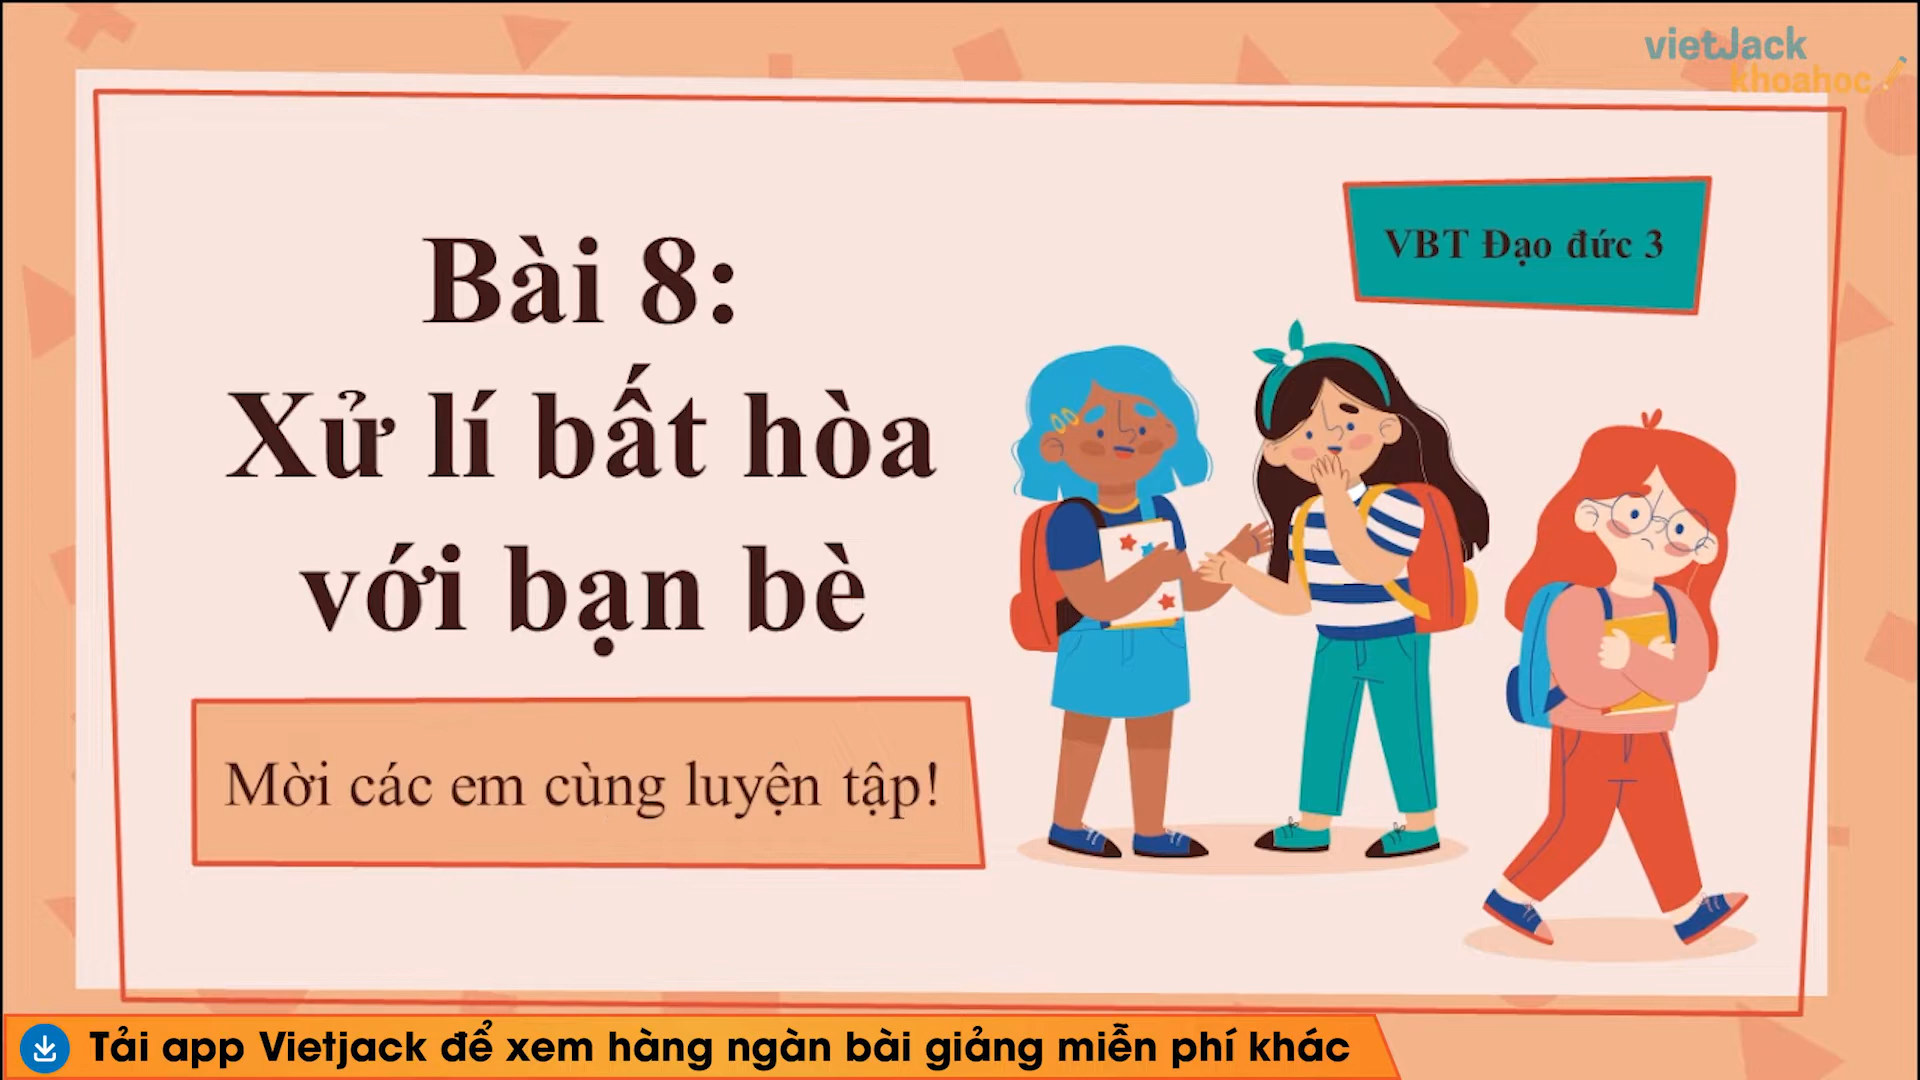 vietJack
khoahoc
VBT Đạo đức 3
Bài 8:
Xử lí bất hòa
với bạn bè
Mời các em cùng luyện tập!
Tải app Vietjack để xem hàng ngàn bài giảng miễn phí khác